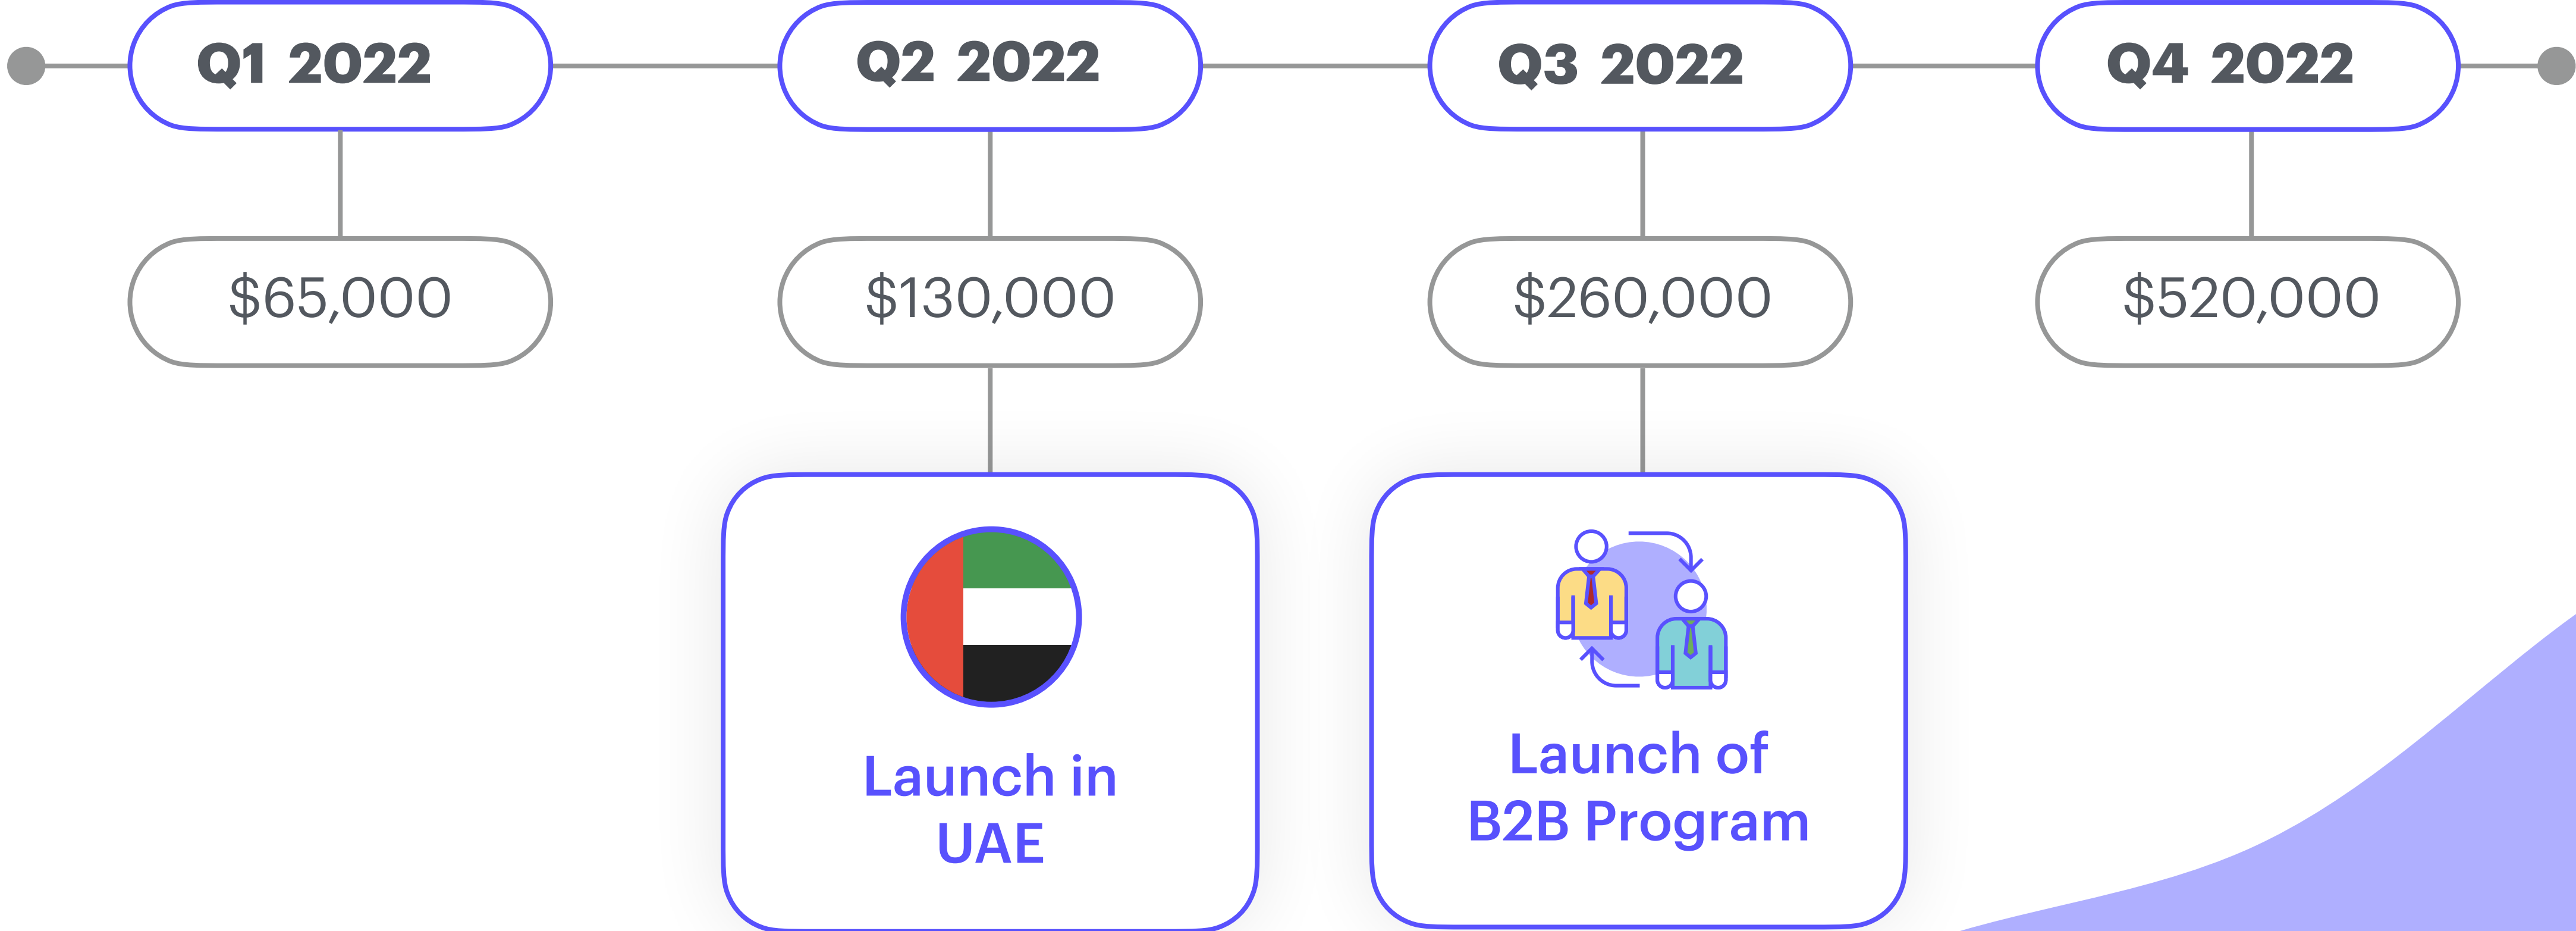 Q1 2022
Q2 2022
Q3 2022
Q4 2022
$65,000
$130,000
$260,000
$520,000
Launch in
UAE
Launch of
B2B Program